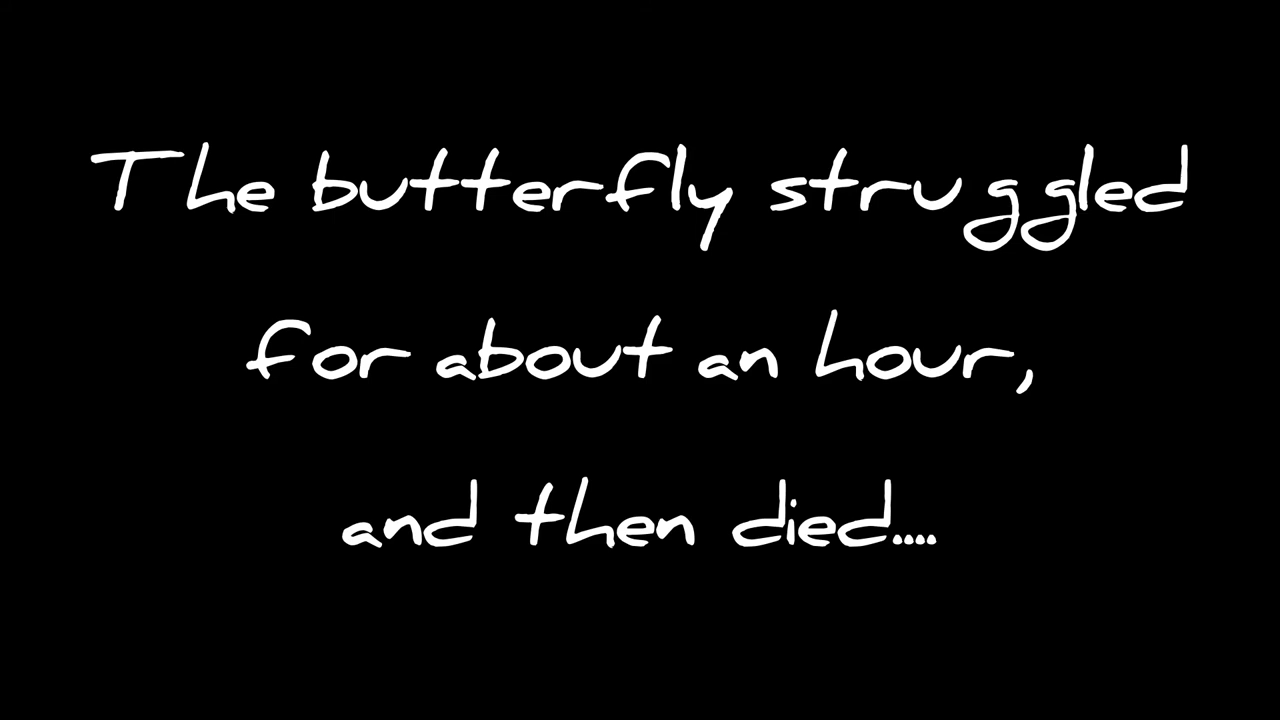 The butterfly struggled
for about an hour,
and then died....